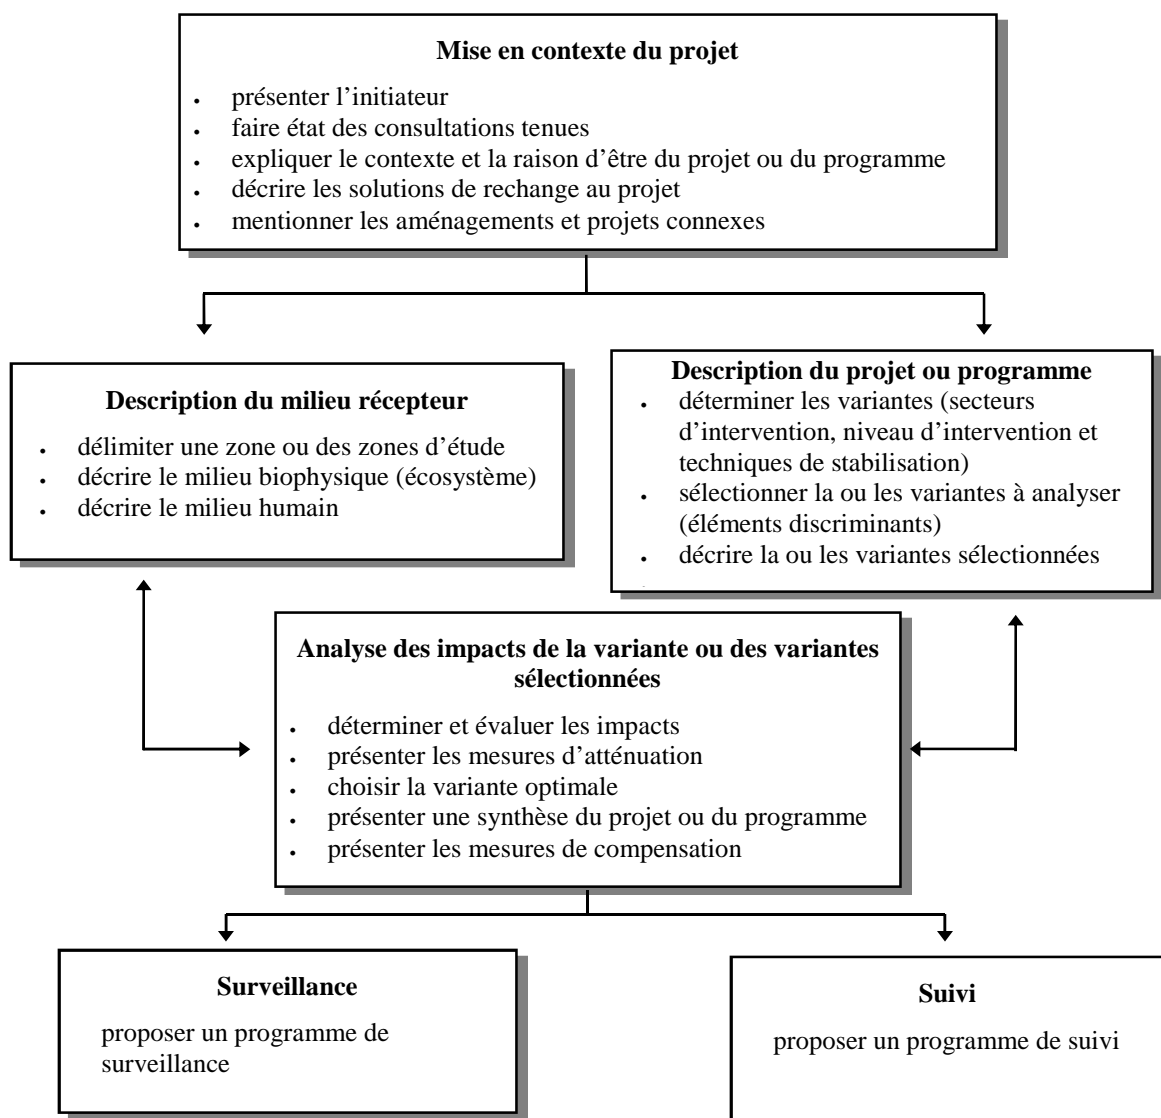 Mise en contexte du projet
• présenter l'initiateur
• faire état des consultations tenues
• expliquer le contexte et la raison d'être du projet ou du programme
• décrire les solutions de rechange au projet
• mentionner les aménagements et projets connexes
Description du milieu récepteur
• délimiter une zone ou des zones d'étude
• décrire le milieu biophysique (écosystème)
• décrire le milieu humain
Description du projet ou programme
• déterminer les variantes (secteurs
d'intervention, niveau d'intervention et
techniques de stabilisation)
• sélectionner la ou les variantes à analyser
(éléments discriminants)
• décrire la ou les variantes sélectionnées
Analyse des impacts de la variante ou des variantes
sélectionnées
• déterminer et évaluer les impacts
• présenter les mesures d'atténuation
• choisir la variante optimale
• présenter une synthèse du projet ou du programme
• présenter les mesures de compensation
Surveillance
proposer un programme de
surveillance
Suivi
proposer un programme de suivi